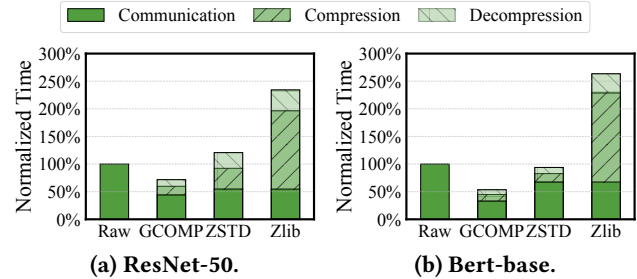 Communication Compression Decompression
Normalized Time
300%
250%
200%
150%
100%
50%
0%
Raw GCOMP ZSTD Zlib
(a) ResNet-50.
Normalized Time
300%
250%
200%
150%
100%
50%
0%
Raw GCOMP ZSTD Zlib
(b) Bert-base.